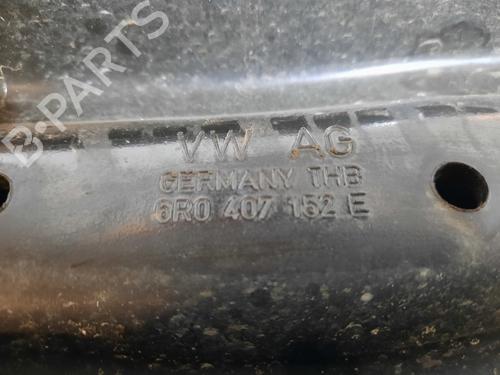 B-PARTS
VW AG
GERMANY THB
6R0 407 152 E